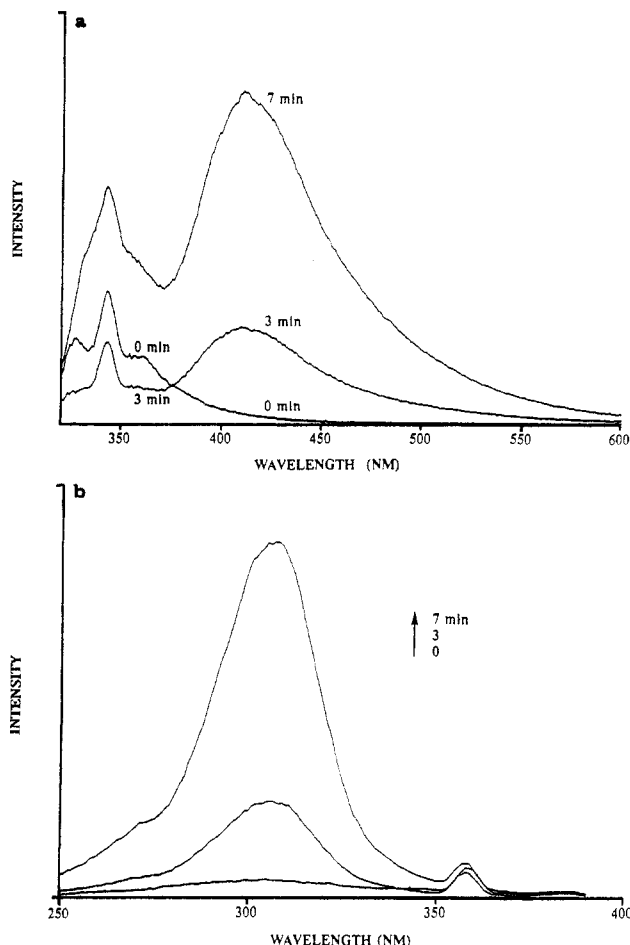 a
7 min
INTENSITY
0 min
3 min
3 min
0 min
350 400 450 500 550 600
WAVELENGTH (NM)
b
7 min
3
0
INTENSITY
250 300 350 400
WAVELENGTH (NM)